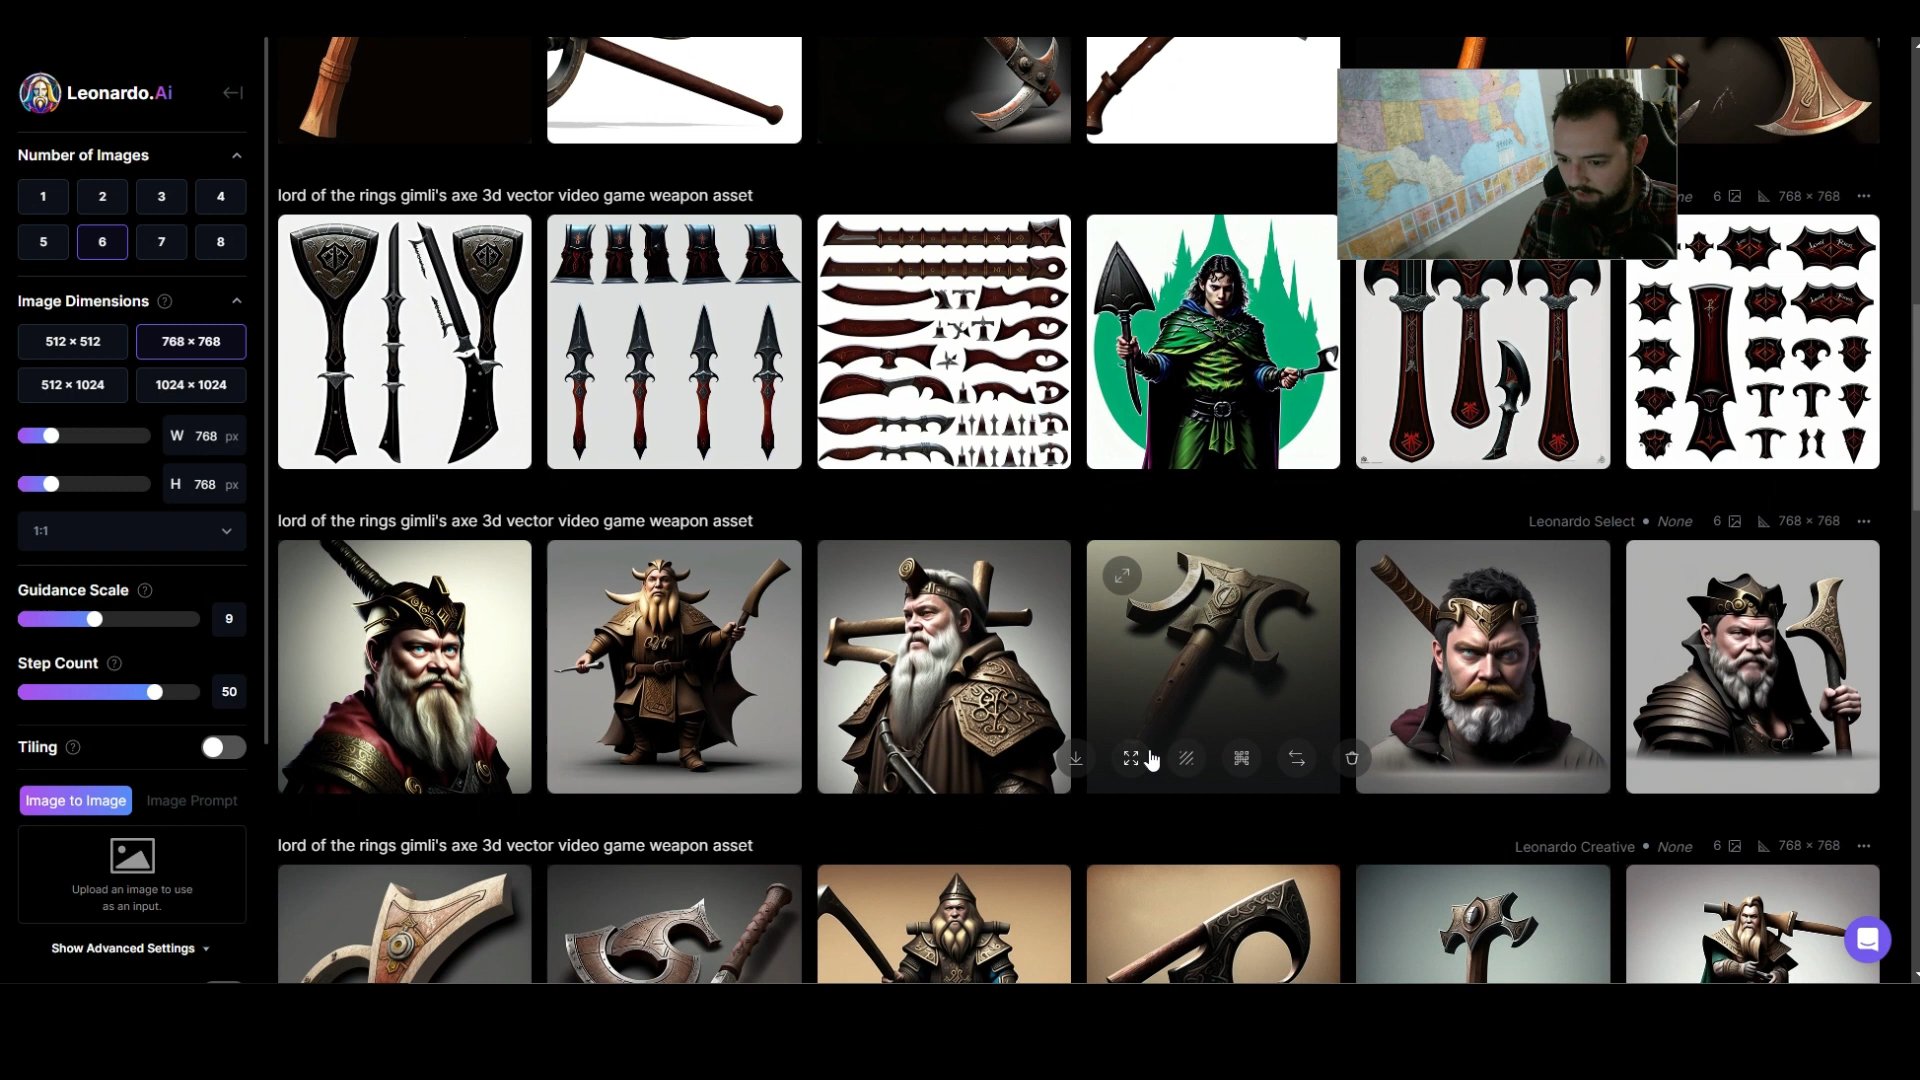 Leonardo.Ai
Number of Images
1 2 3 4
5 6 7 8
Image Dimensions
512 × 512 768 × 768
512 × 1024 1024 × 1024
W 768 px
H 768 px
1:1
Guidance Scale
9
Step Count
50
Tiling
Image to Image Image Prompt
Upload an image to use
as an input.
Show Advanced Settings
lord of the rings gimli's axe 3d vector video game weapon asset
6 768 × 768
lord of the rings gimli's axe 3d vector video game weapon asset
Leonardo Select • None 6 768 × 768
lord of the rings gimli's axe 3d vector video game weapon asset
Leonardo Creative • None 6 768 × 768